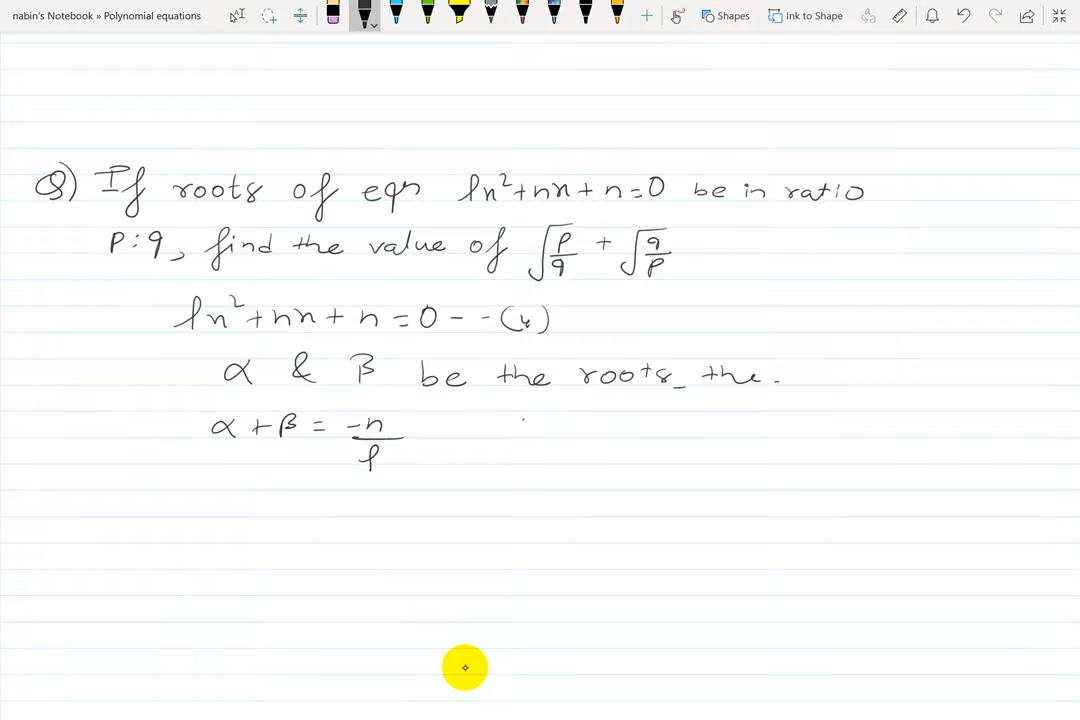 nabin's Notebook » Polynomial equations
Shapes
Ink to Shape
Q) If roots of eqn lx²+nx+n=0 be in ratio
p:q, find the value of √(p/q) + √(q/p)
lx²+nx+n=0 - -
α & β be the roots the.
α+β = -n/l